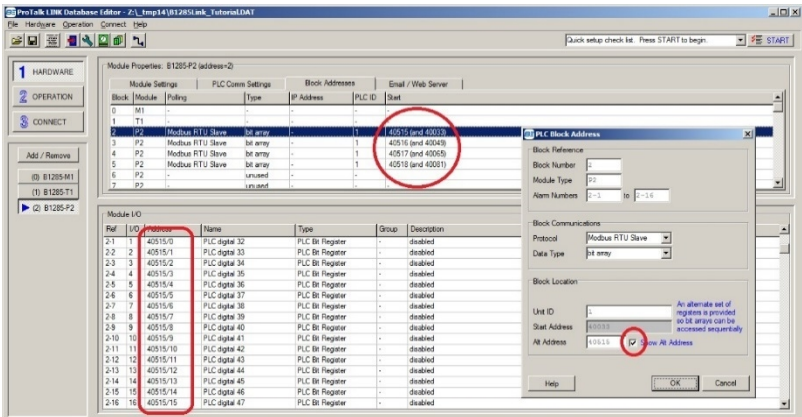 ProTalk LINK Database Editor - Z:\_tmp14\B1285Link_Tutorial.DAT
File Hardware Operation Connect Help
Quick setup check list. Press START to begin. START
1 HARDWARE
2 OPERATION
3 CONNECT
Add / Remove
(0) B1285-M1
(1) B1285-T1
(2) B1285-P2
Module Properties: B1285-P2 (address=2)
Module Settings PLC Comm Settings Block Addresses Email / Web Server
Block Module Polling Type IP Address PLC ID Start
0 M1 - - - - -
1 T1 - - - - -
2 P2 Modbus RTU Slave bit array - 1 40515 (and 40033)
3 P2 Modbus RTU Slave bit array - 1 40516 (and 40049)
4 P2 Modbus RTU Slave bit array - 1 40517 (and 40065)
5 P2 Modbus RTU Slave bit array - 1 40518 (and 40081)
6 P2 - unused - - -
7 P2 - unused - - -
Module I/O
Ref I/O Address Name Type Group Description
2-1 1 40515/0 PLC digital 32 PLC Bit Register - disabled
2-2 2 40515/1 PLC digital 33 PLC Bit Register - disabled
2-3 3 40515/2 PLC digital 34 PLC Bit Register - disabled
2-4 4 40515/3 PLC digital 35 PLC Bit Register - disabled
2-5 5 40515/4 PLC digital 36 PLC Bit Register - disabled
2-6 6 40515/5 PLC digital 37 PLC Bit Register - disabled
2-7 7 40515/6 PLC digital 38 PLC Bit Register - disabled
2-8 8 40515/7 PLC digital 39 PLC Bit Register - disabled
2-9 9 40515/8 PLC digital 40 PLC Bit Register - disabled
2-10 10 40515/9 PLC digital 41 PLC Bit Register - disabled
2-11 11 40515/10 PLC digital 42 PLC Bit Register - disabled
2-12 12 40515/11 PLC digital 43 PLC Bit Register - disabled
2-13 13 40515/12 PLC digital 44 PLC Bit Register - disabled
2-14 14 40515/13 PLC digital 45 PLC Bit Register - disabled
2-15 15 40515/14 PLC digital 46 PLC Bit Register - disabled
2-16 16 40515/15 PLC digital 47 PLC Bit Register - disabled
PLC Block Address
Block Reference
Block Number 2
Module Type P2
Alarm Numbers 2-1 to 2-16
Block Communications
Protocol Modbus RTU Slave
Data Type bit array
Block Location
Unit ID 1
Start Address 40033
Alt Address 40515 Show Alt Address
An alternate set of
registers is provided
so bit arrays can be
accessed sequentially
Help OK Cancel